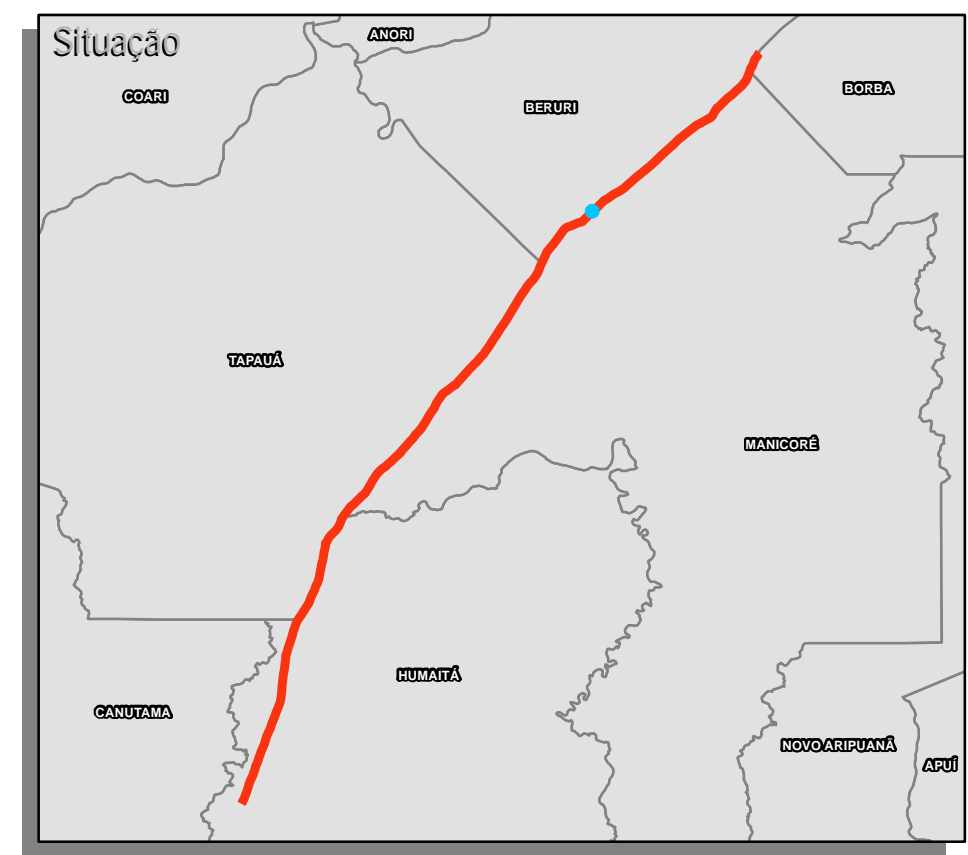 Situação
ANORI
COARI
BORBA
BERURI
TAPAUÁ
MANICORÉ
HUMAITÁ
CANUTAMA
NOVO ARIPUANÃ
APUÍ